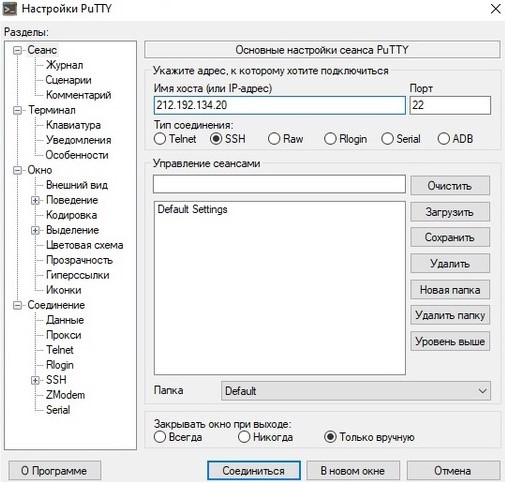 Настройки PuTTY
Разделы:
Сеанс
Журнал
Сценарии
Комментарий
Терминал
Клавиатура
Уведомления
Особенности
Окно
Внешний вид
Поведение
Кодировка
Выделение
Цветовая схема
Прозрачность
Гиперссылки
Иконки
Соединение
Данные
Прокси
Telnet
Rlogin
SSH
ZModem
Serial
Основные настройки сеанса PuTTY
Укажите адрес, к которому хотите подключиться
Имя хоста (или IP-адрес) Порт
212.192.134.20 22
Тип соединения:
Telnet SSH Raw Rlogin Serial ADB
Управление сеансами
Очистить
Default Settings Загрузить
Сохранить
Удалить
Новая папка
Удалить папку
Уровень выше
Папка Default
Закрывать окно при выходе:
Всегда Никогда Только вручную
О Программе Соединиться В новом окне Отмена